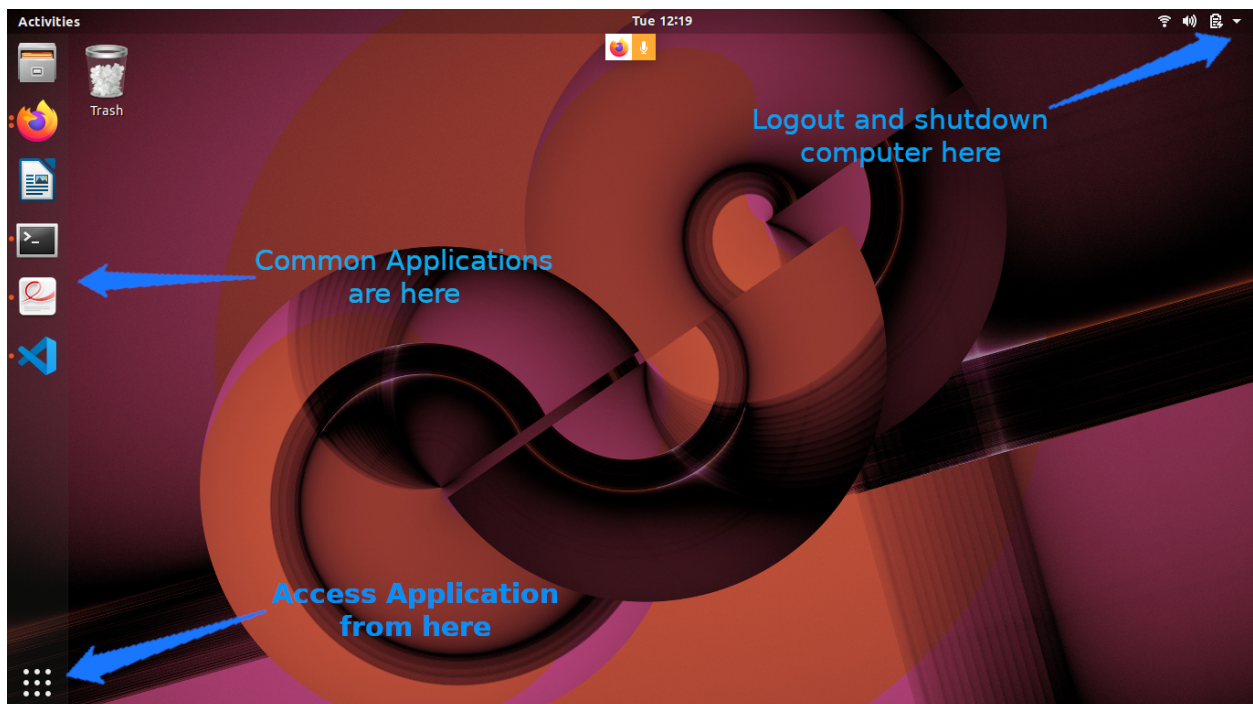 Activities
Tue 12:19
Trash
Logout and shutdown
computer here
Common Applications
are here
Access Application
from here